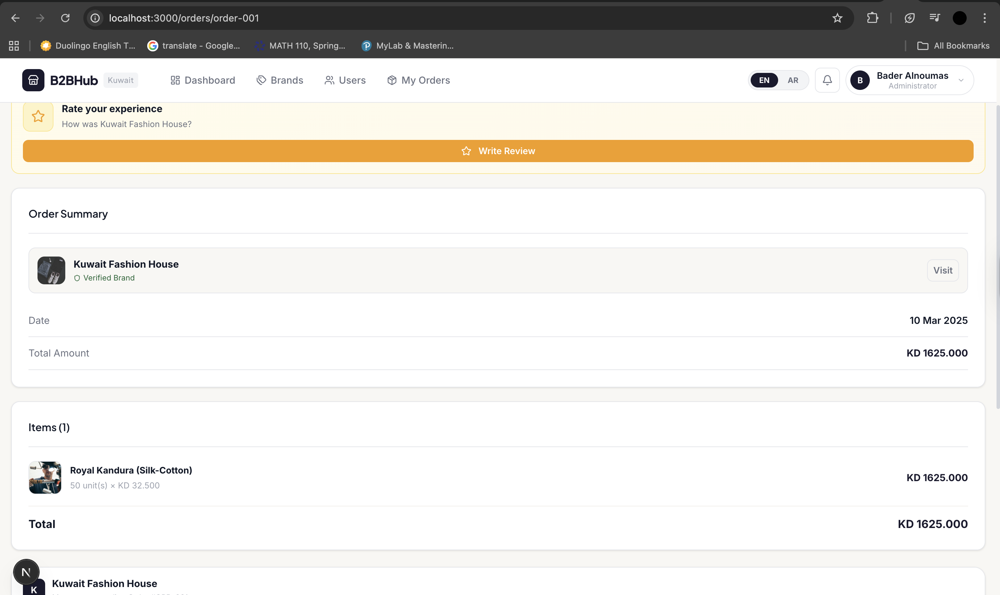 localhost:3000/orders/order-001
Duolingo English T...
translate - Google...
MATH 110, Spring...
MyLab & Masterin...
All Bookmarks
B2BHub
Kuwait
Dashboard
Brands
Users
My Orders
EN
AR
B
Bader Alnoumas
Administrator
Rate your experience
How was Kuwait Fashion House?
Write Review
Order Summary
Kuwait Fashion House
Verified Brand
Visit
Date
10 Mar 2025
Total Amount
KD 1625.000
Items (1)
Royal Kandura (Silk-Cotton)
50 unit(s) × KD 32.500
KD 1625.000
Total
KD 1625.000
N
K
Kuwait Fashion House